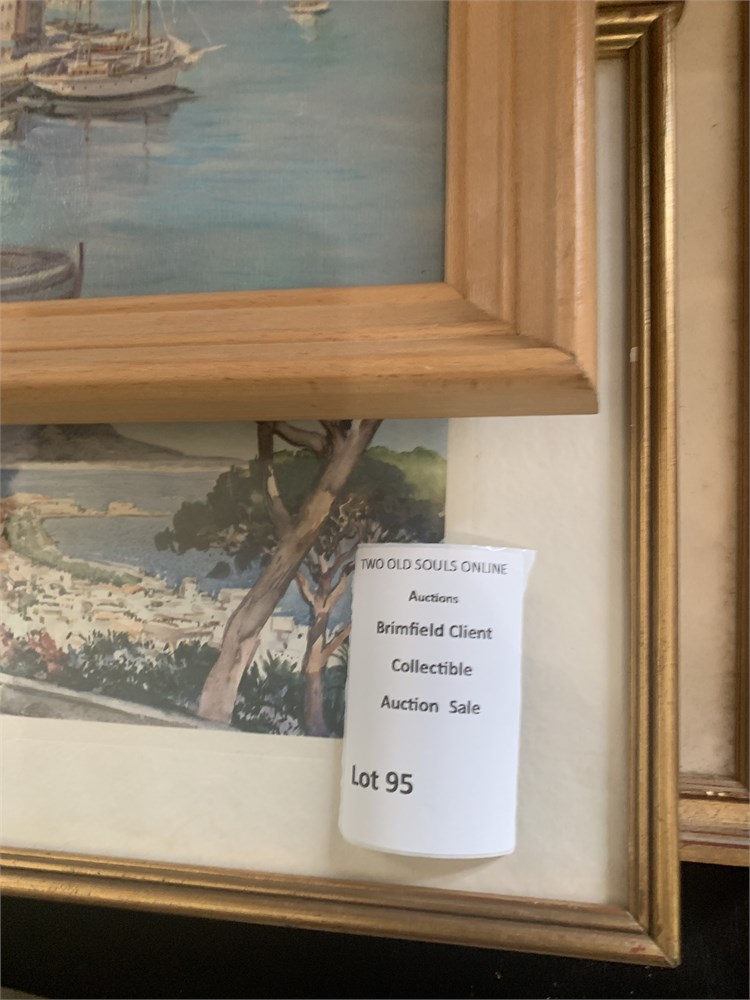 TWO OLD SOULS ONLINE
Auctions
Brimfield Client
Collectible
Auction Sale
Lot 95